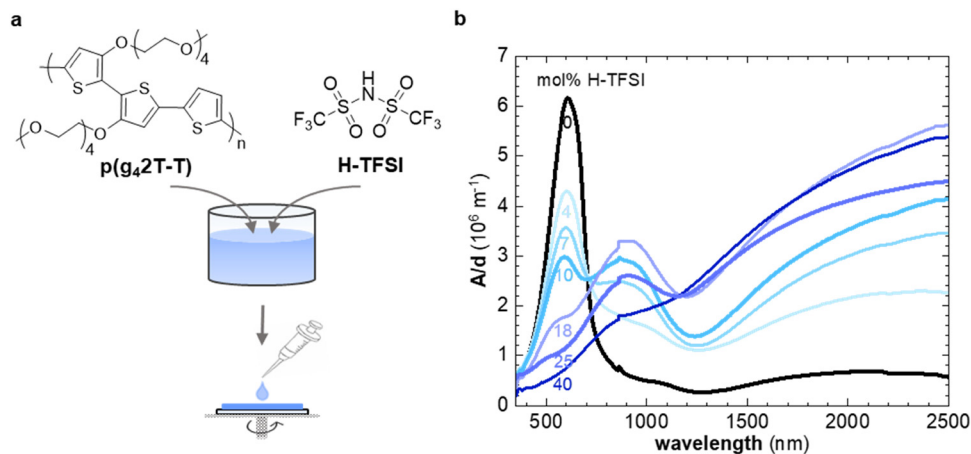 a
O
O
4
S
S
S
O
O
4
n
p(g₄2T-T)
H
O
N
O
F₃C
S
S
CF₃
O
O
H-TFSI
b
mol% H-TFSI
0
4
7
10
18
25
40
A/d (10⁶ m⁻¹)
7
6
5
4
3
2
1
0
500
1000
1500
2000
2500
wavelength (nm)